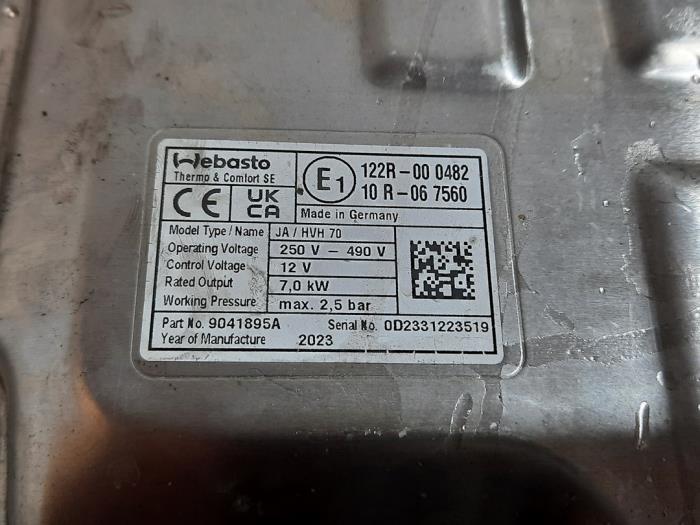 Webasto
Thermo & Comfort SE
CE
UK
CA
E1
122R-00 0482
10 R-06 7560
Made in Germany
Model Type / Name JA / HVH 70
Operating Voltage 250 V - 490 V
Control Voltage 12 V
Rated Output 7,0 kW
Working Pressure max. 2,5 bar
Part No. 9041895A Serial No. 0D2331223519
Year of Manufacture 2023